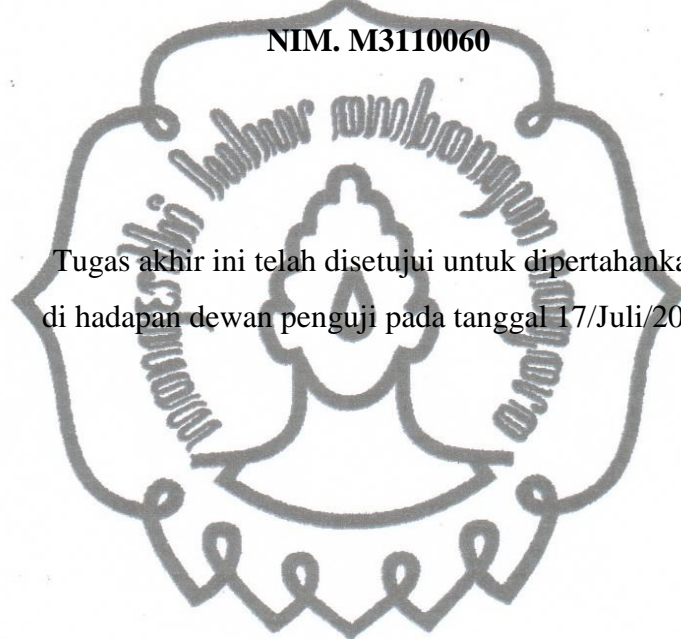 NIM. M3110060
Tugas akhir ini telah disetujui untuk dipertahanka
di hadapan dewan penguji pada tanggal 17/Juli/20